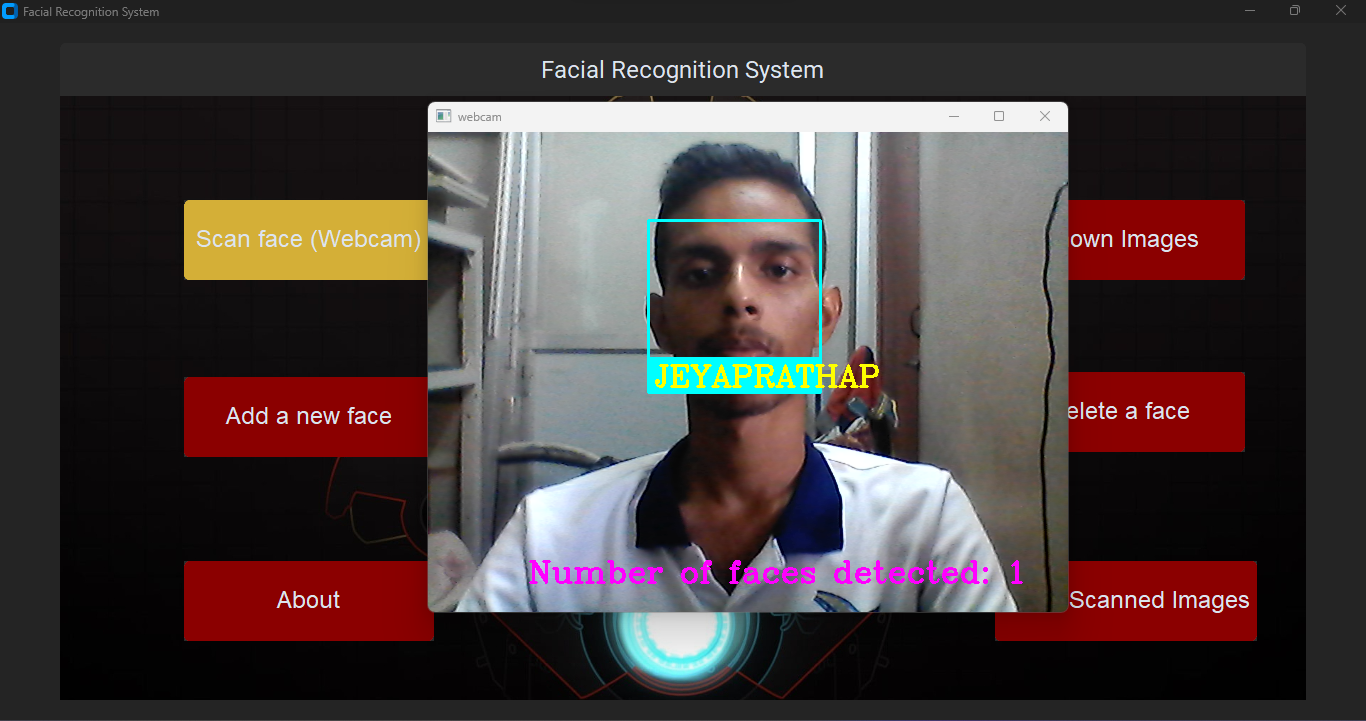 Facial Recognition System
Facial Recognition System
webcam
Scan face (Webcam)
own Images
JEYAPRATHAP
Add a new face
elete a face
Number of faces detected: 1
About
Scanned Images